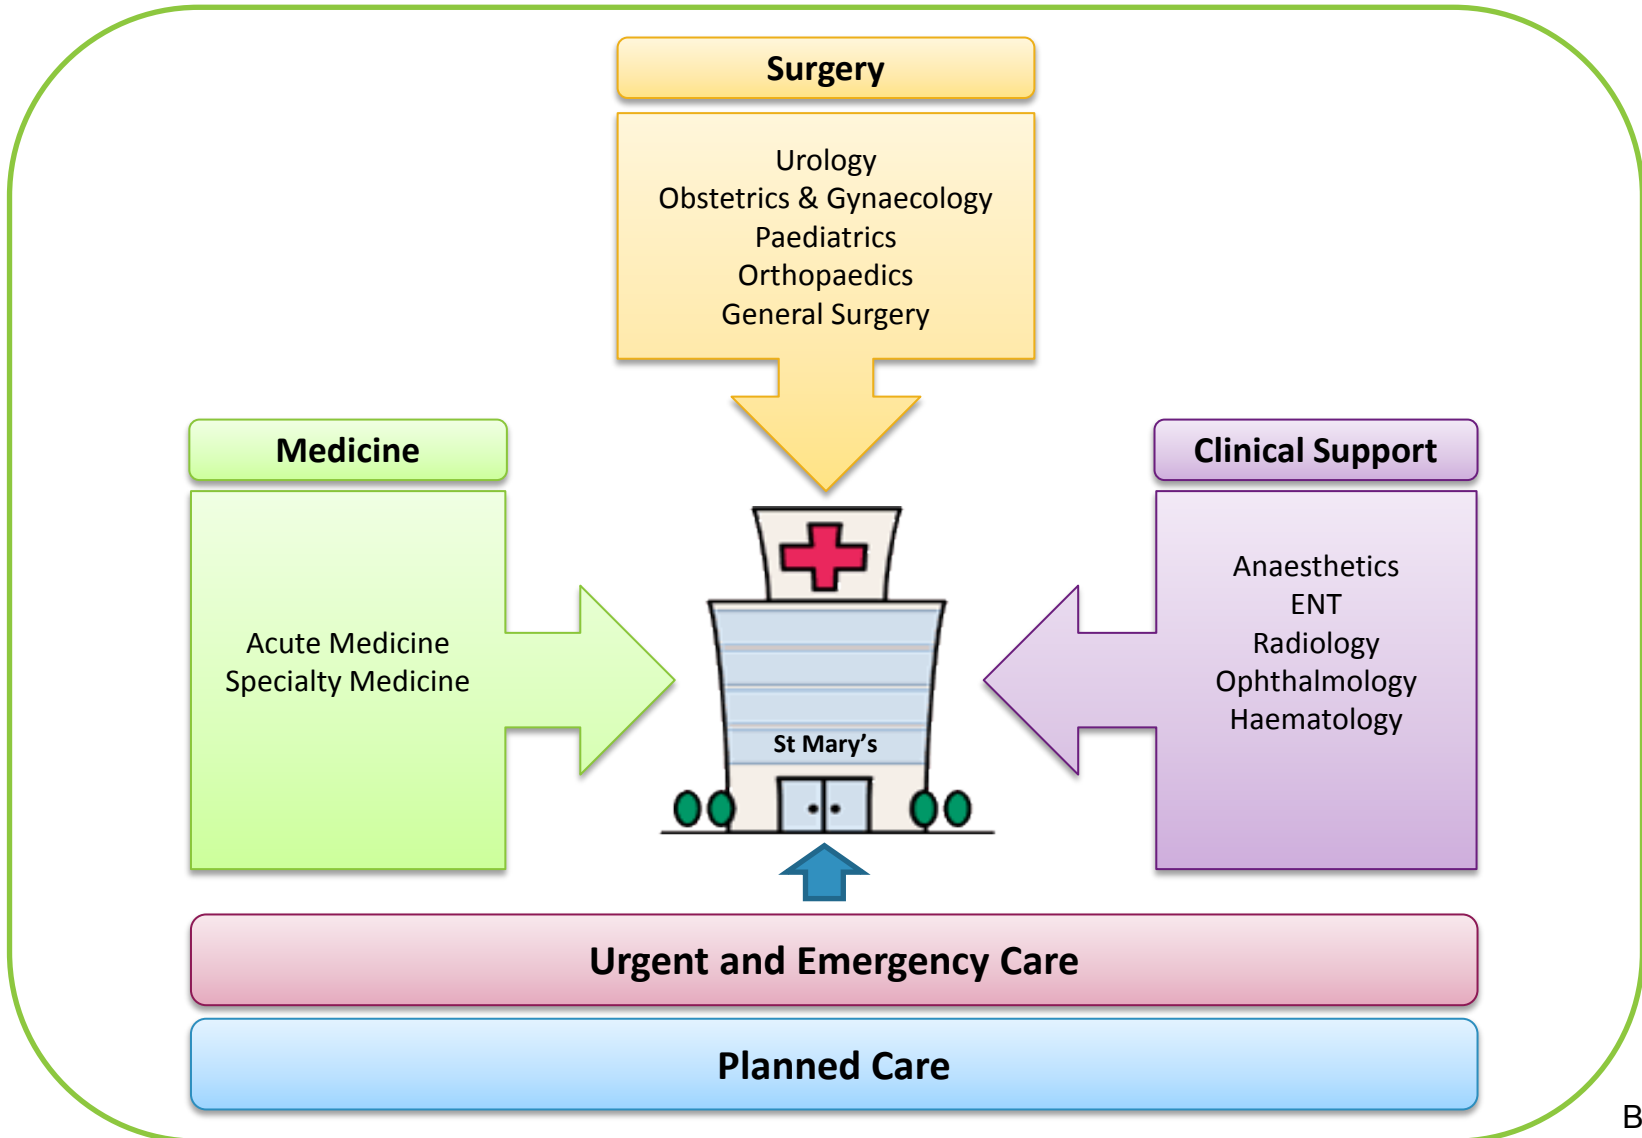 Surgery
Urology
Obstetrics & Gynaecology
Paediatrics
Orthopaedics
General Surgery
Medicine
Acute Medicine
Specialty Medicine
Clinical Support
Anaesthetics
ENT
Radiology
Ophthalmology
Haematology
St Mary's
Urgent and Emergency Care
Planned Care
B